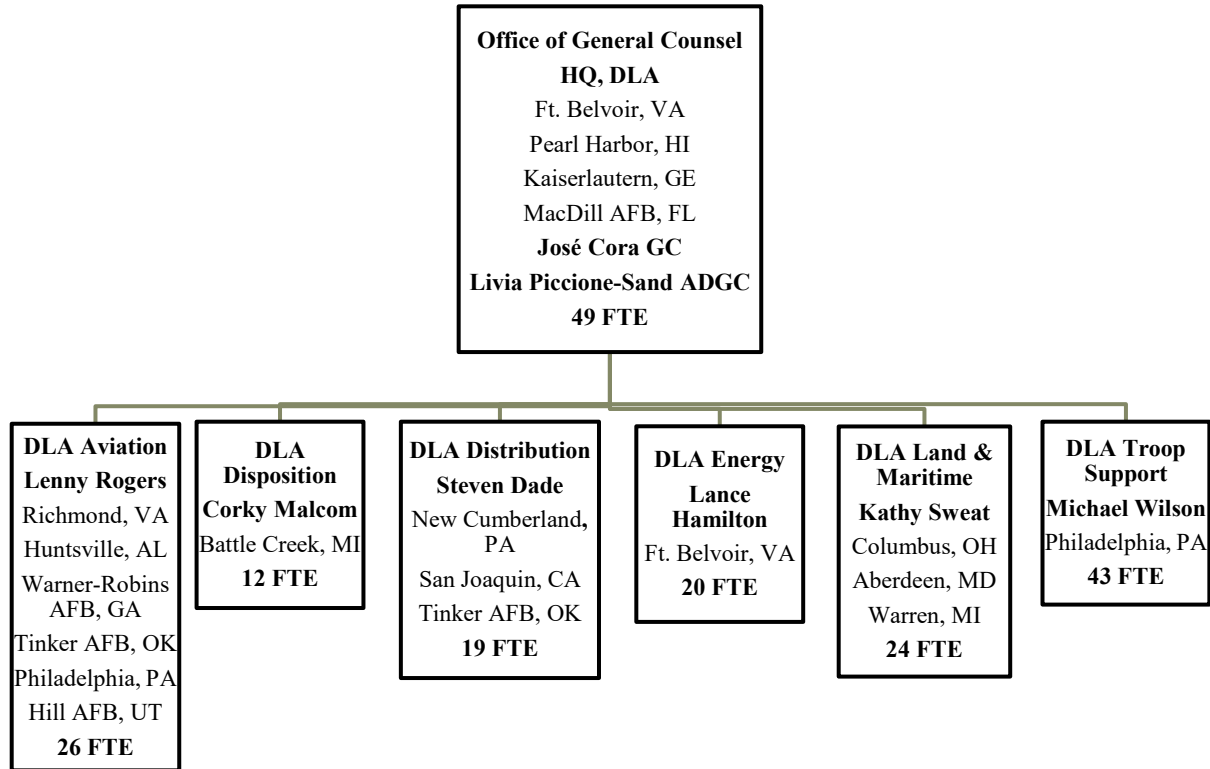 Office of General Counsel
HQ, DLA
Ft. Belvoir, VA
Pearl Harbor, HI
Kaiserlautern, GE
MacDill AFB, FL
José Cora GC
Livia Piccione-Sand ADGC
49 FTE
DLA Aviation
Lenny Rogers
Richmond, VA
Huntsville, AL
Warner-Robins
AFB, GA
Tinker AFB, OK
Philadelphia, PA
Hill AFB, UT
26 FTE
DLA
Disposition
Corky Malcom
Battle Creek, MI
12 FTE
DLA Distribution
Steven Dade
New Cumberland,
PA
San Joaquin, CA
Tinker AFB, OK
19 FTE
DLA Energy
Lance
Hamilton
Ft. Belvoir, VA
20 FTE
DLA Land &
Maritime
Kathy Sweat
Columbus, OH
Aberdeen, MD
Warren, MI
24 FTE
DLA Troop
Support
Michael Wilson
Philadelphia, PA
43 FTE